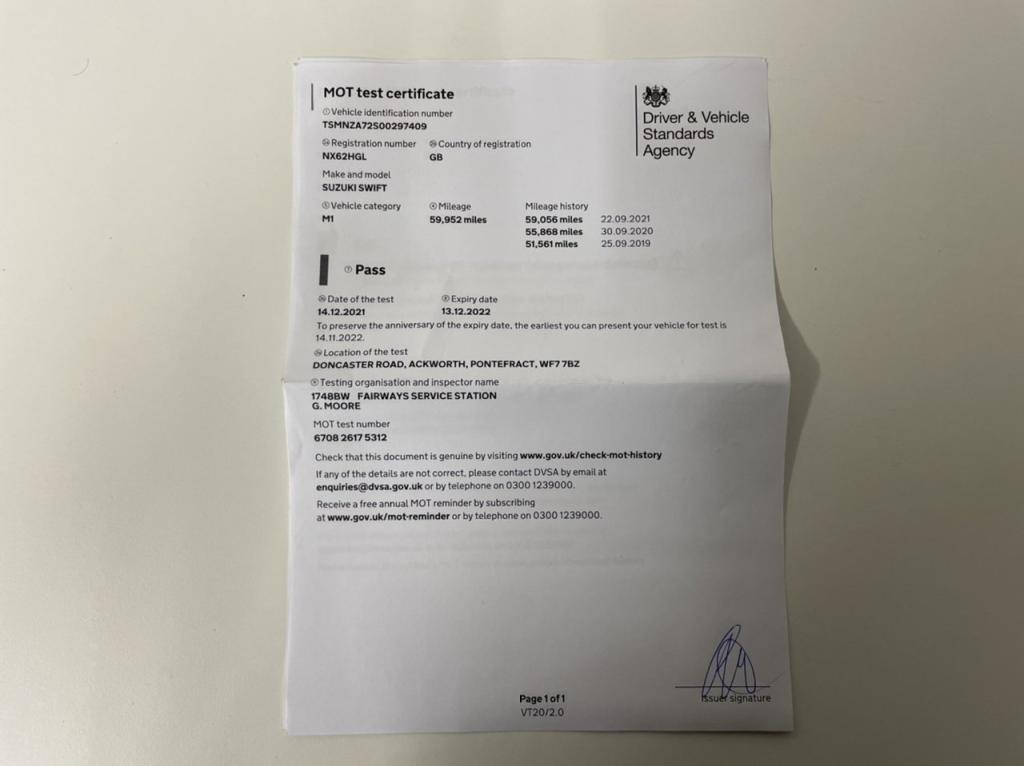 MOT test certificate
Driver & Vehicle
Standards
Agency
Vehicle identification number
TSMNZA72S00297409
Registration number Country of registration
NX62HGL GB
Make and model
SUZUKI SWIFT
Vehicle category Mileage Mileage history
M1 59,952 miles 59,056 miles 22.09.2021
55,868 miles 30.09.2020
51,561 miles 25.09.2019
Pass
Date of the test Expiry date
14.12.2021 13.12.2022
To preserve the anniversary of the expiry date, the earliest you can present your vehicle for test is
14.11.2022.
Location of the test
DONCASTER ROAD, ACKWORTH, PONTEFRACT, WF7 7BZ
Testing organisation and inspector name
1748BW FAIRWAYS SERVICE STATION
G. MOORE
MOT test number
6708 2617 5312
Check that this document is genuine by visiting www.gov.uk/check-mot-history
If any of the details are not correct, please contact DVSA by email at
enquiries@dvsa.gov.uk or by telephone on 0300 1239000.
Receive a free annual MOT reminder by subscribing
at www.gov.uk/mot-reminder or by telephone on 0300 1239000.
Issuer signature
Page 1 of 1
VT20/2.0